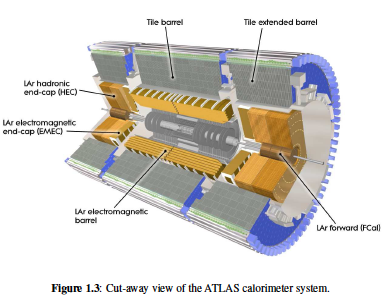 Tile barrel
Tile extended barrel
LAr hadronic
end-cap (HEC)
LAr electromagnetic
end-cap (EMEC)
LAr electromagnetic
barrel
LAr forward (FCal)
Figure 1.3: Cut-away view of the ATLAS calorimeter system.